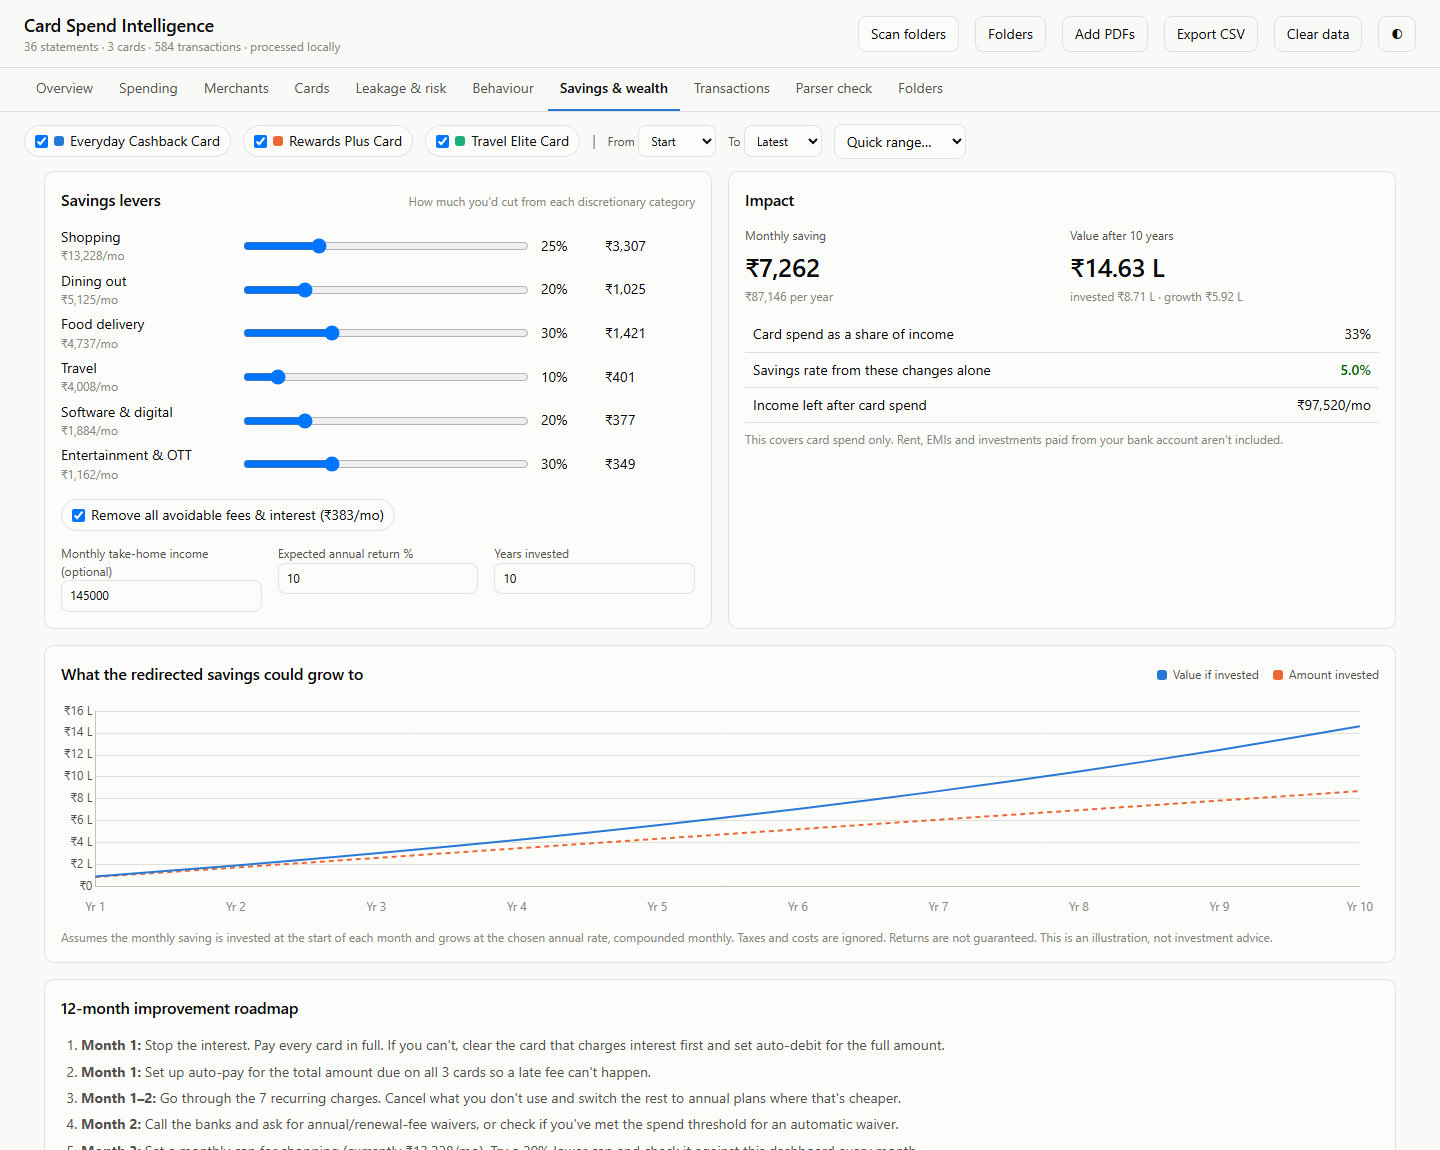 Card Spend Intelligence
36 statements · 3 cards · 584 transactions · processed locally
Scan folders
Folders
Add PDFs
Export CSV
Clear data
Overview
Spending
Merchants
Cards
Leakage & risk
Behaviour
Savings & wealth
Transactions
Parser check
Folders
Everyday Cashback Card
Rewards Plus Card
Travel Elite Card
From
Start
To
Latest
Quick range...
Savings levers
How much you'd cut from each discretionary category
Shopping
₹13,228/mo
25%
₹3,307
Dining out
₹5,125/mo
20%
₹1,025
Food delivery
₹4,737/mo
30%
₹1,421
Travel
₹4,008/mo
10%
₹401
Software & digital
₹1,884/mo
20%
₹377
Entertainment & OTT
₹1,162/mo
30%
₹349
Remove all avoidable fees & interest (₹383/mo)
Monthly take-home income
(optional)
145000
Expected annual return %
10
Years invested
10
Impact
Monthly saving
₹7,262
₹87,146 per year
Value after 10 years
₹14.63 L
invested ₹8.71 L · growth ₹5.92 L
Card spend as a share of income
33%
Savings rate from these changes alone
5.0%
Income left after card spend
₹97,520/mo
This covers card spend only. Rent, EMIs and investments paid from your bank account aren't included.
What the redirected savings could grow to
Value if invested
Amount invested
₹16 L
₹14 L
₹12 L
₹10 L
₹8 L
₹6 L
₹4 L
₹2 L
₹0
Yr 1
Yr 2
Yr 3
Yr 4
Yr 5
Yr 6
Yr 7
Yr 8
Yr 9
Yr 10
Assumes the monthly saving is invested at the start of each month and grows at the chosen annual rate, compounded monthly. Taxes and costs are ignored. Returns are not guaranteed. This is an illustration, not investment advice.
12-month improvement roadmap
1. Month 1: Stop the interest. Pay every card in full. If you can't, clear the card that charges interest first and set auto-debit for the full amount.
2. Month 1: Set up auto-pay for the total amount due on all 3 cards so a late fee can't happen.
3. Month 1–2: Go through the 7 recurring charges. Cancel what you don't use and switch the rest to annual plans where that's cheaper.
4. Month 2: Call the banks and ask for annual/renewal-fee waivers, or check if you've met the spend threshold for an automatic waiver.